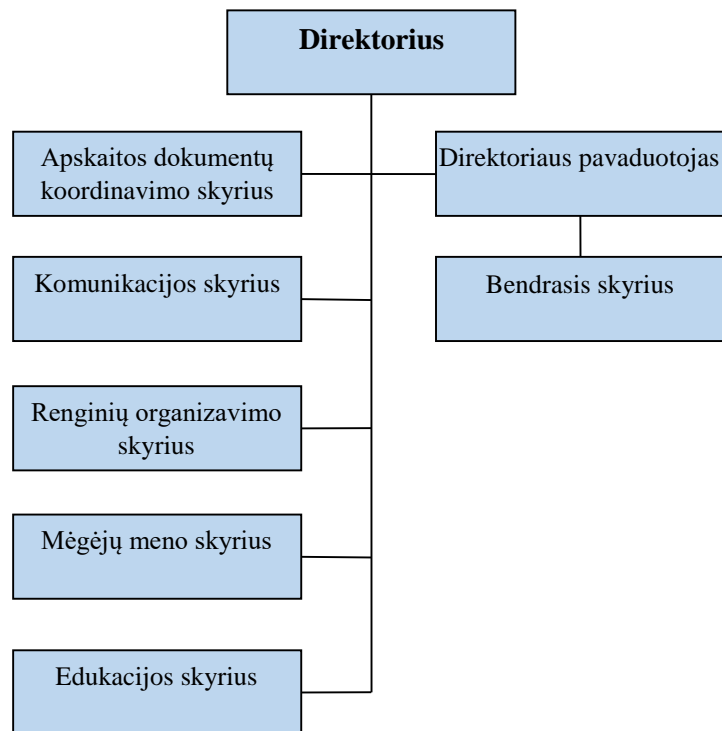 Direktorius
Apskaitos dokumentų
koordinavimo skyrius
Direktoriaus pavaduotojas
Komunikacijos skyrius
Bendrasis skyrius
Renginių organizavimo
skyrius
Mėgėjų meno skyrius
Edukacijos skyrius